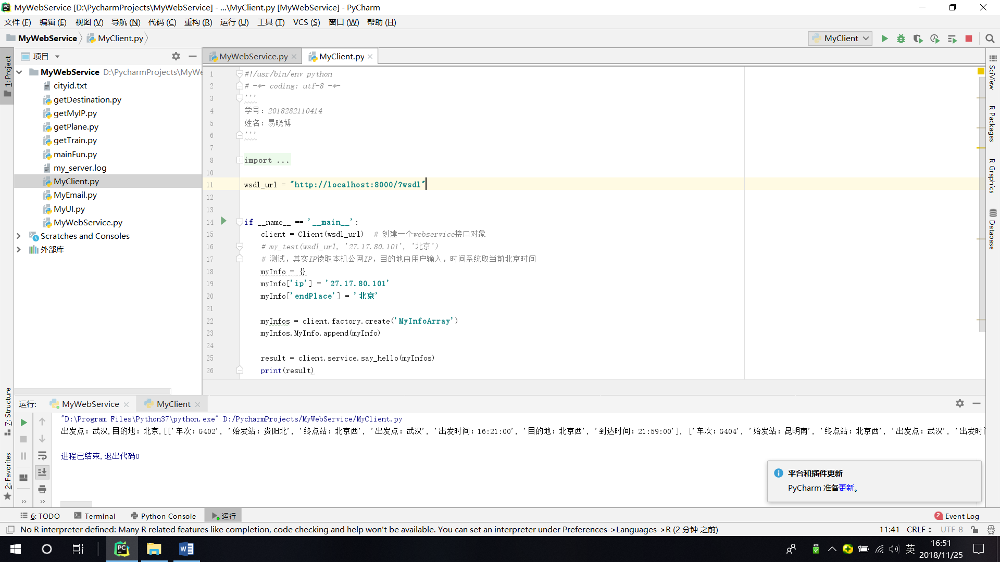 MyWebService [D:\PycharmProjects\MyWebService] - ...\MyClient.py [MyWebService] - PyCharm
文件 (F) 编辑 (E) 视图 (V) 导航 (N) 代码 (C) 重构 (R) 运行 (U) 工具 (T) VCS (S) 窗口 (W) 帮助 (H)
MyWebService MyClient.py MyClient
项目 MyWebService.py MyClient.py
1: Project
MyWebService D:\PycharmProjects\MyWe
cityid.txt
getDestination.py
getMyIP.py
getPlane.py
getTrain.py
mainFun.py
my_server.log
MyClient.py
MyEmail.py
MyUI.py
MyWebService.py
Scratches and Consoles
外部库
1 #!/usr/bin/env python
2 # -*- coding: utf-8 -*-
3 '''
4 学号：2018282110414
5 姓名：易晓博
6 '''
7
8 import ...
10
11 wsdl_url = "http://localhost:8000/?wsdl"
12
13
14 if __name__ == '__main__':
15 client = Client(wsdl_url) # 创建一个webservice接口对象
16 # my_test(wsdl_url, '27.17.80.101', '北京')
17 # 测试，其实IP读取本机公网IP，目的地由用户输入，时间系统取当前北京时间
18 myInfo = {}
19 myInfo['ip'] = '27.17.80.101'
20 myInfo['endPlace'] = '北京'
21
22 myInfos = client.factory.create('MyInfoArray')
23 myInfos.MyInfo.append(myInfo)
24
25 result = client.service.say_hello(myInfos)
26 print(result)
SciView
R Packages
R Graphics
Database
7: Structure
2: Favorites
运行: MyWebService MyClient
"D:\Program Files\Python37\python.exe" D:/PycharmProjects/MyWebService/MyClient.py
出发点：武汉,目的地：北京,[['车次：G402', '始发站：贵阳北', '终点站：北京西', '出发点：武汉', '出发时间：16:21:00', '目的地：北京西', '到达时间：21:59:00'], ['车次：G404', '始发站：昆明南', '终点站：北京西', '出发点：武汉', '出发时间
进程已结束,退出代码0
平台和插件更新
PyCharm 准备更新。
6: TODO Terminal Python Console 运行 2 Event Log
No R interpreter defined: Many R related features like completion, code checking and help won't be available. You can set an interpreter under Preferences->Languages->R (2 分钟 之前) 11:41 CRLF UTF-8
英 16:51
2018/11/25